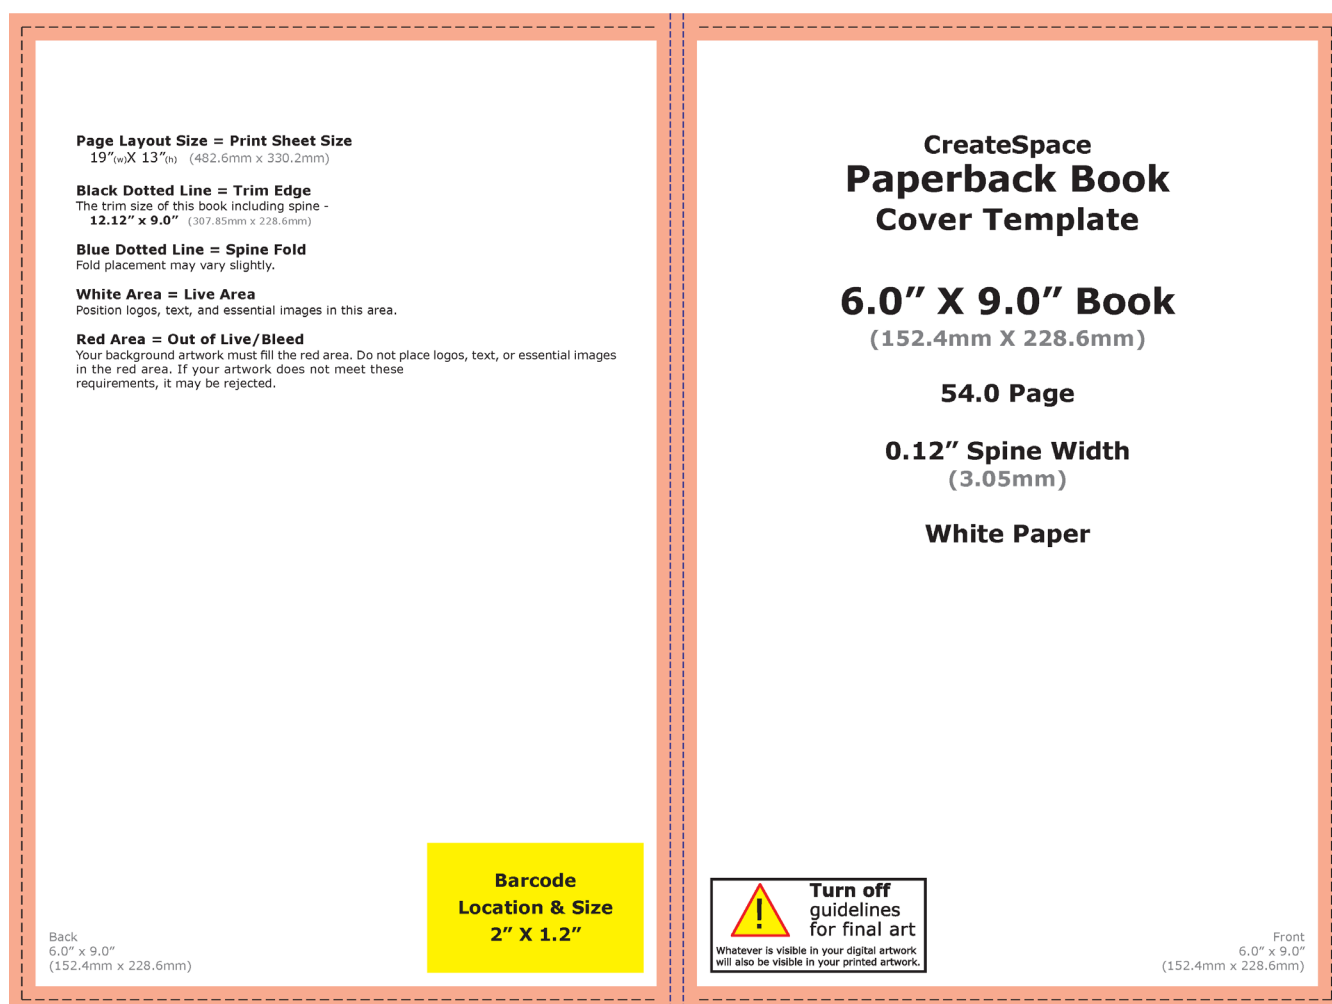 Page Layout Size = Print Sheet Size
19”(w)X 13”(h) (482.6mm x 330.2mm)
Black Dotted Line = Trim Edge
The trim size of this book including spine -
12.12” x 9.0” (307.85mm x 228.6mm)
Blue Dotted Line = Spine Fold
Fold placement may vary slightly.
White Area = Live Area
Position logos, text, and essential images in this area.
Red Area = Out of Live/Bleed
Your background artwork must fill the red area. Do not place logos, text, or essential images
in the red area. If your artwork does not meet these
requirements, it may be rejected.
Barcode
Location & Size
2” X 1.2”
Back
6.0” x 9.0”
(152.4mm x 228.6mm)
CreateSpace
Paperback Book
Cover Template
6.0” X 9.0” Book
(152.4mm X 228.6mm)
54.0 Page
0.12” Spine Width
(3.05mm)
White Paper
!
Turn off
guidelines
for final art
Whatever is visible in your digital artwork
will also be visible in your printed artwork.
Front
6.0” x 9.0”
(152.4mm x 228.6mm)